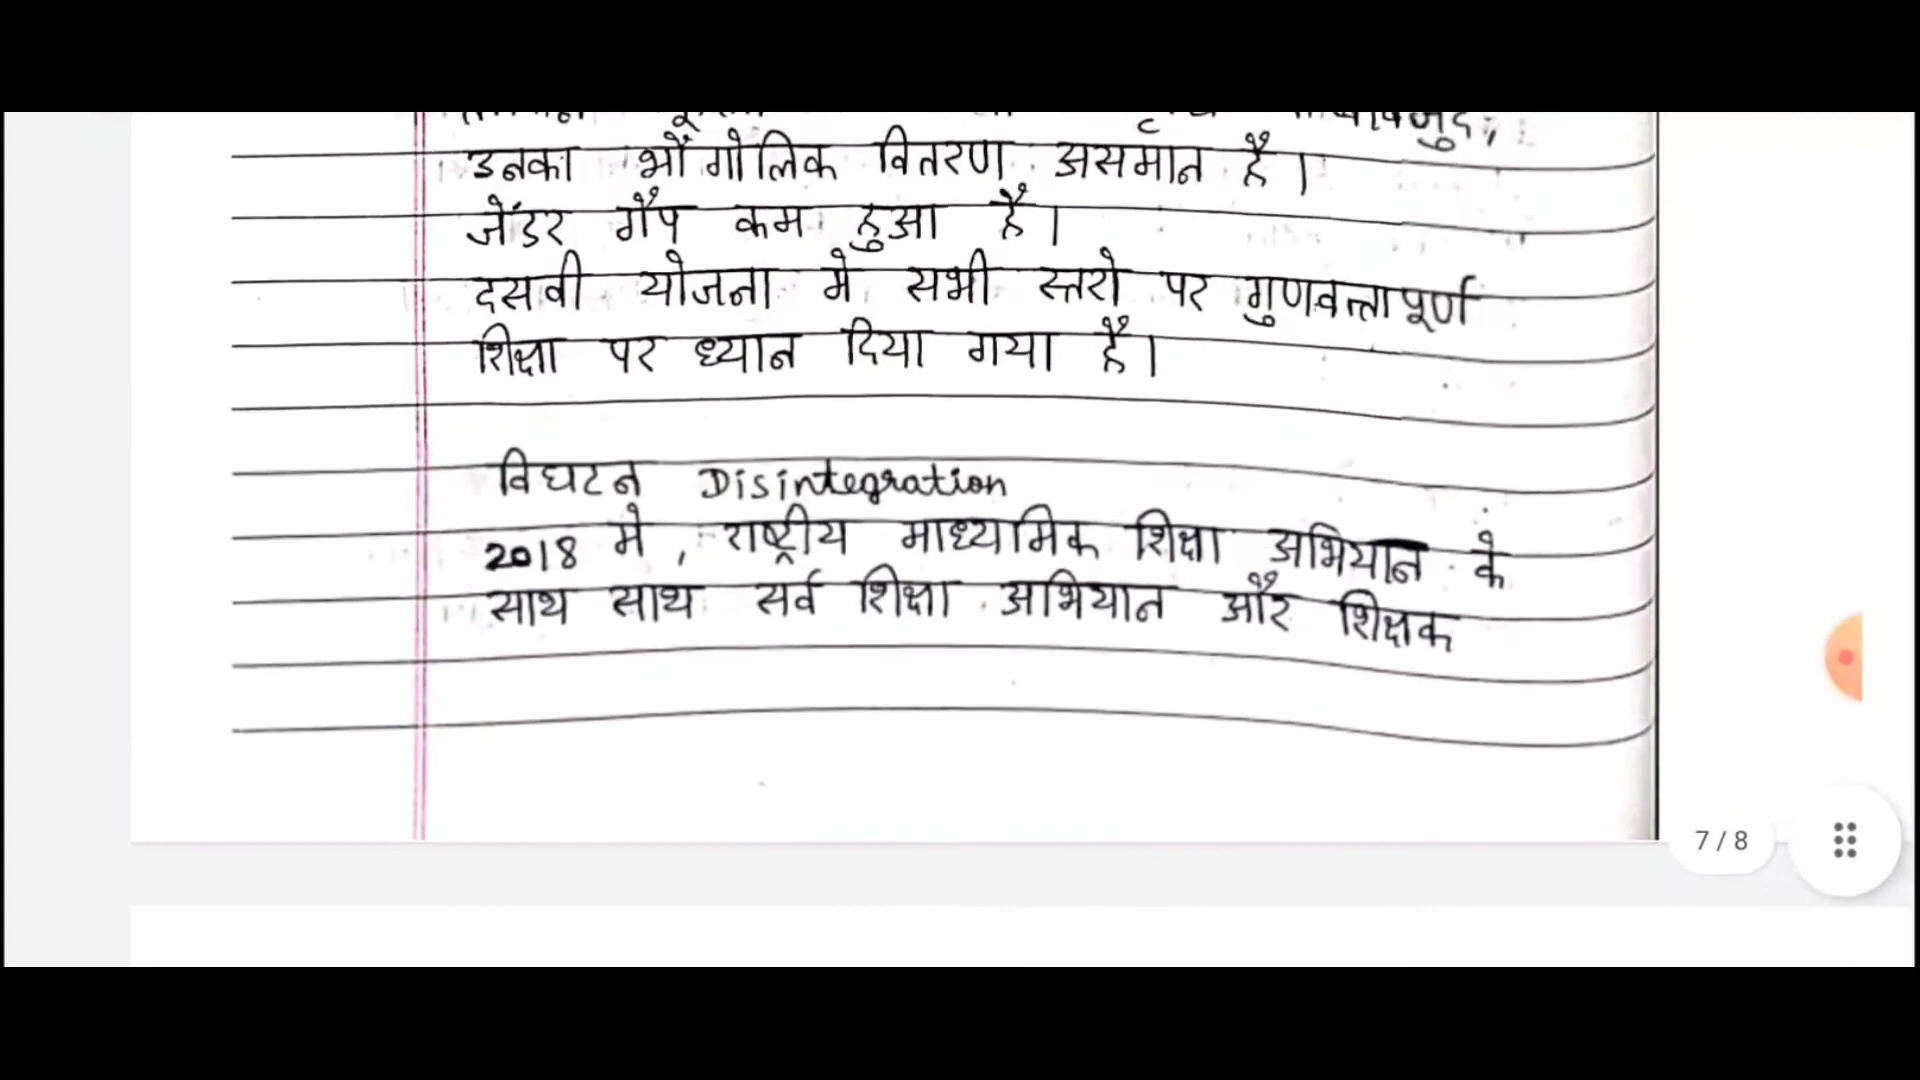 उनका भौगोलिक वितरण असमान है।
जेंडर गैप कम हुआ है।
दसवी योजना मे सभी स्तरो पर गुणवत्तापूर्ण
शिक्षा पर ध्यान दिया गया है।
विघटन Disintegration
2018 मे, राष्ट्रीय माध्यमिक शिक्षा अभियान के
साथ साथ सर्व शिक्षा अभियान और शिक्षक
7 / 8